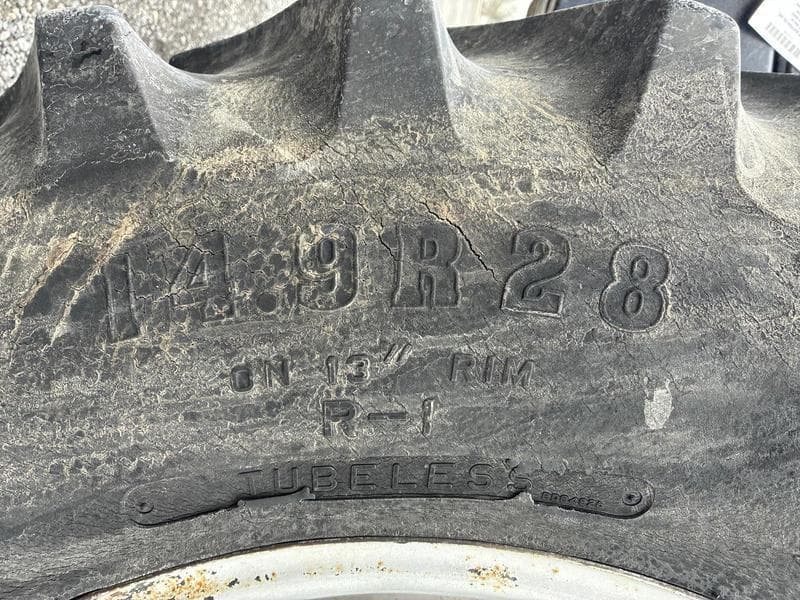 14.9R28
ON 13" RIM
R-1
TUBELESS